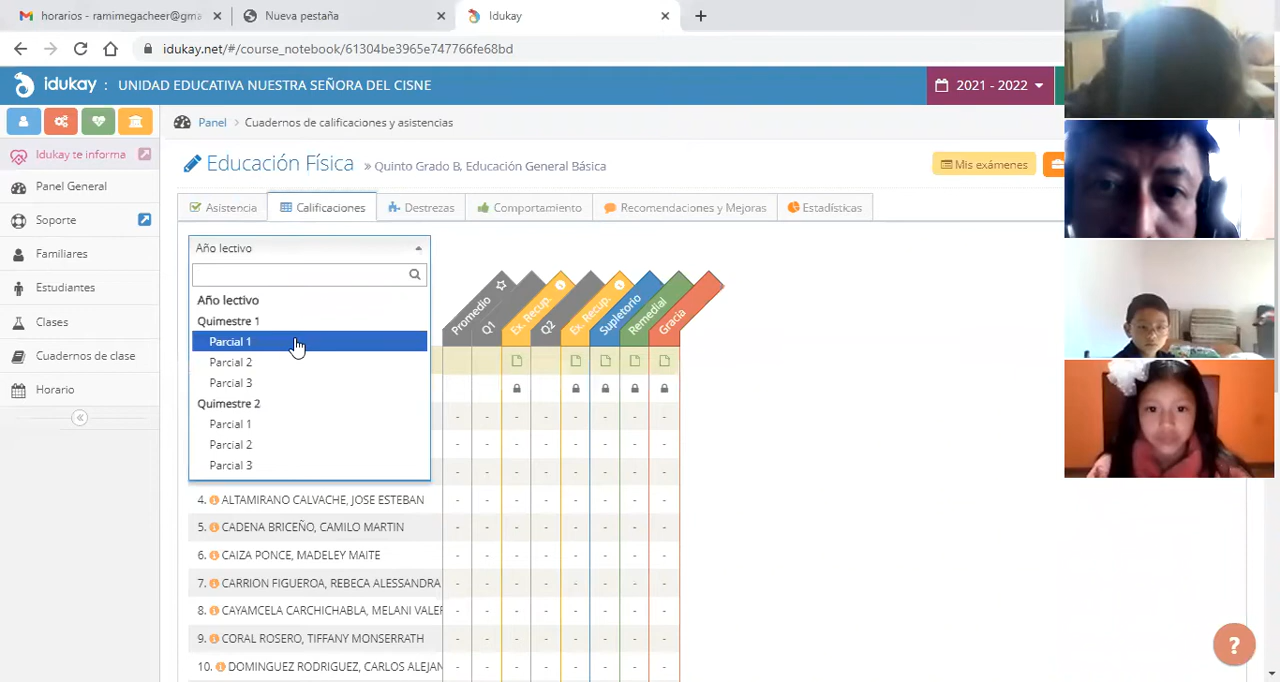 horarios - ramimegacheer@gma
Nueva pestaña
Idukay
idukay.net/#/course_notebook/61304be3965e747766fe68bd
idukay : UNIDAD EDUCATIVA NUESTRA SEÑORA DEL CISNE
2021 - 2022
Idukay te informa
Panel General
Soporte
Familiares
Estudiantes
Clases
Cuadernos de clase
Horario
Panel > Cuadernos de calificaciones y asistencias
Educación Física » Quinto Grado B, Educación General Básica
Mis exámenes
Asistencia
Calificaciones
Destrezas
Comportamiento
Recomendaciones y Mejoras
Estadísticas
Año lectivo
Año lectivo
Quimestre 1
Parcial 1
Parcial 2
Parcial 3
Quimestre 2
Parcial 1
Parcial 2
Parcial 3
Promedio
Q1
Ex. Recup.
Q2
Ex. Recup.
Supletorio
Remedial
Gracia
- - - - - - - -
- - - - - - - -
- - - - - - - -
4. ALTAMIRANO CALVACHE, JOSE ESTEBAN - - - - - - - -
5. CADENA BRICEÑO, CAMILO MARTIN - - - - - - - -
6. CAIZA PONCE, MADELEY MAITE - - - - - - - -
7. CARRION FIGUEROA, REBECA ALESSANDRA - - - - - - - -
8. CAYAMCELA CARCHICHABLA, MELANI VALER - - - - - - - -
9. CORAL ROSERO, TIFFANY MONSERRATH - - - - - - - -
10. DOMINGUEZ RODRIGUEZ, CARLOS ALEJAN - - - - - - - -
?